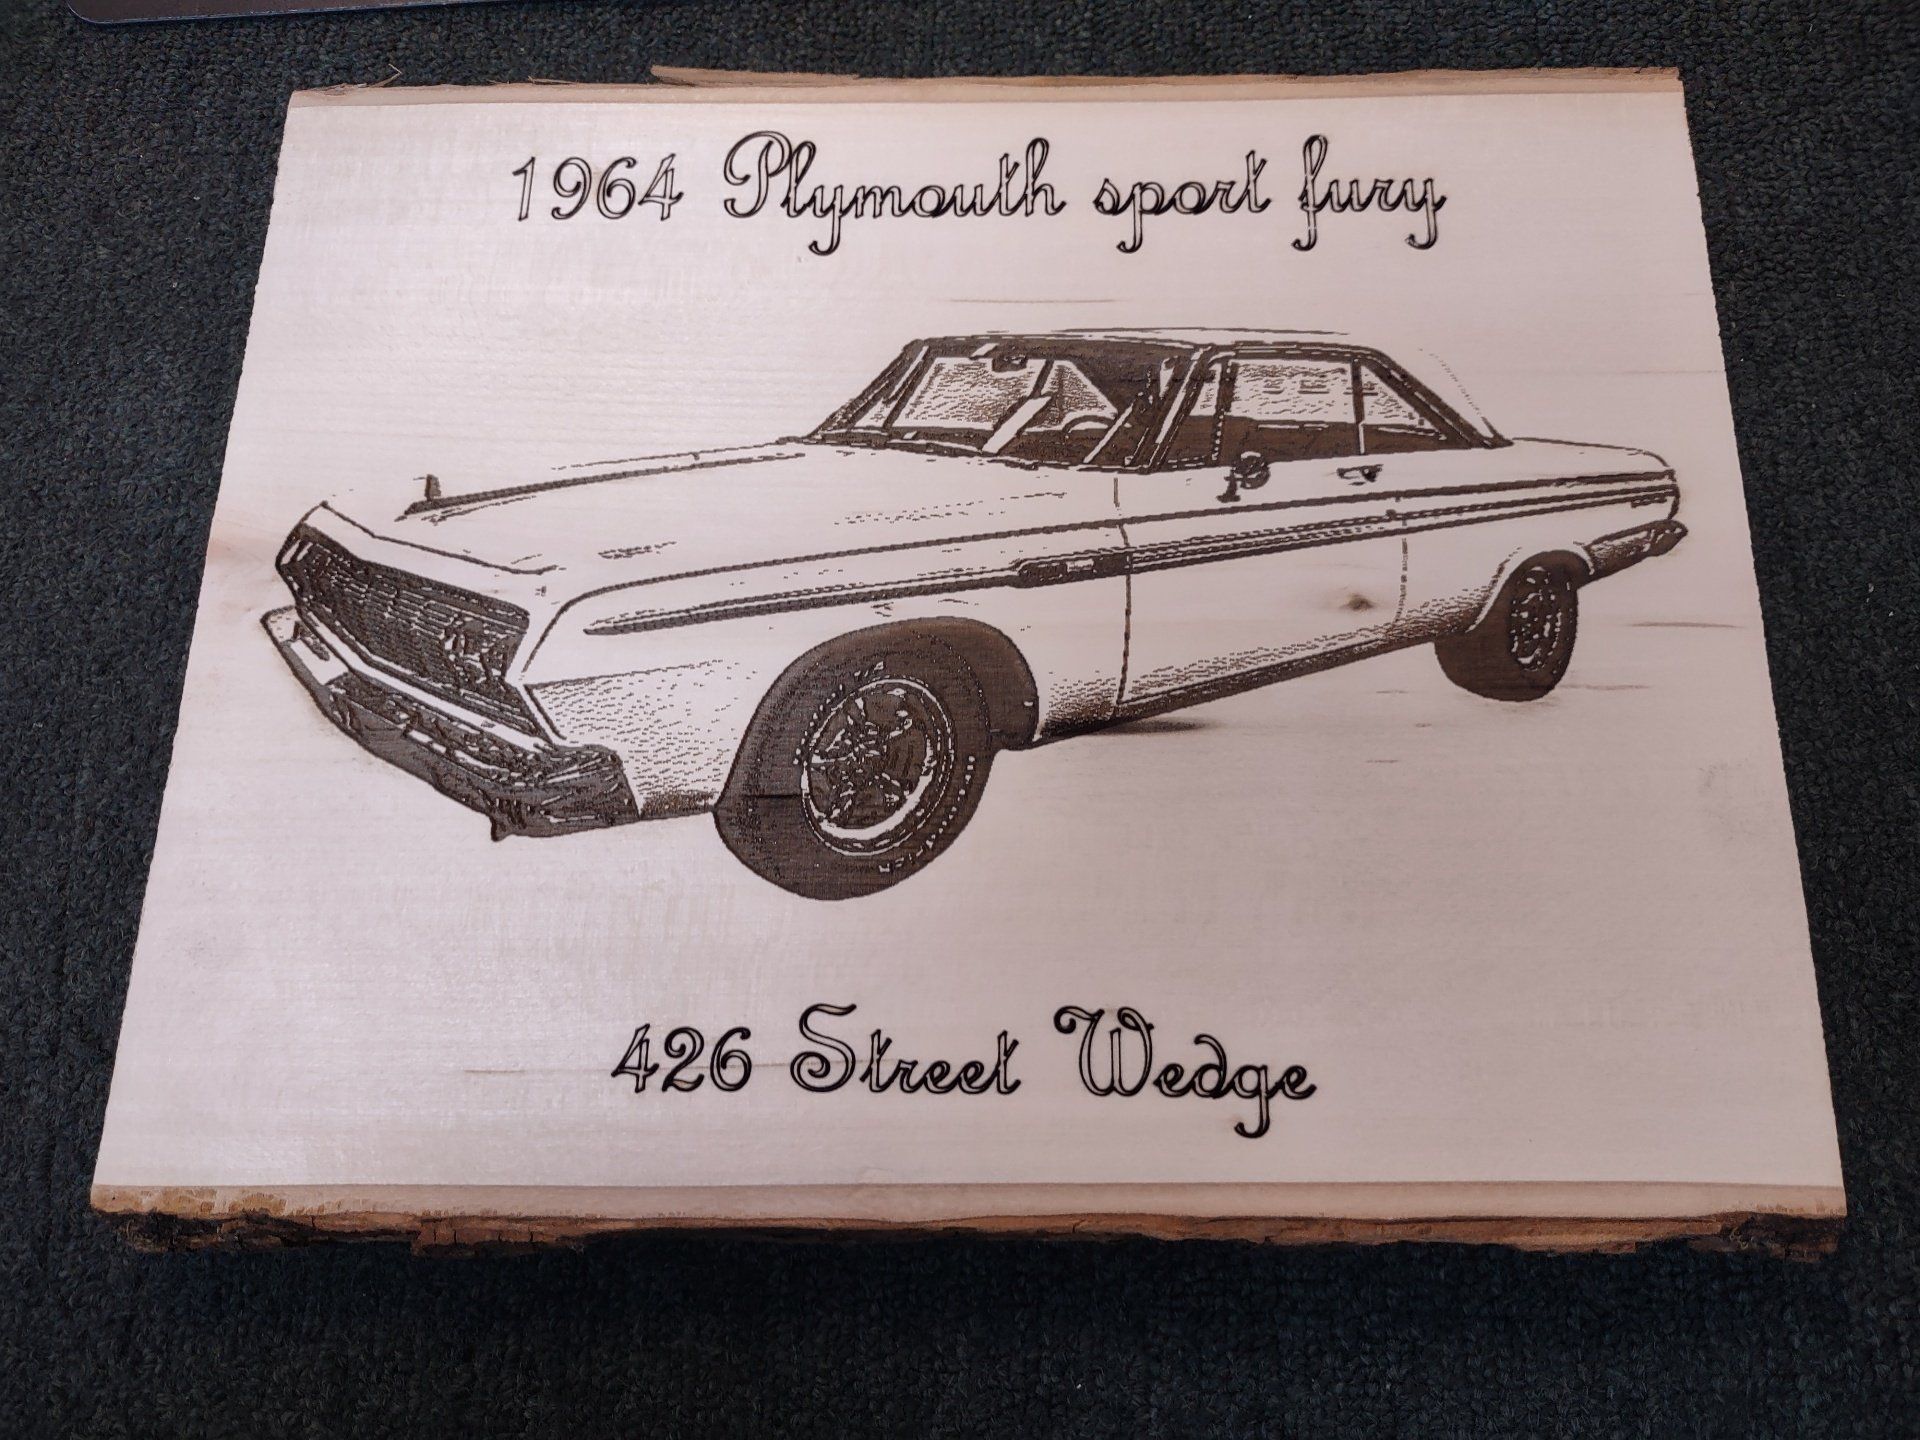 1964 Plymouth sport fury
426 Street Wedge